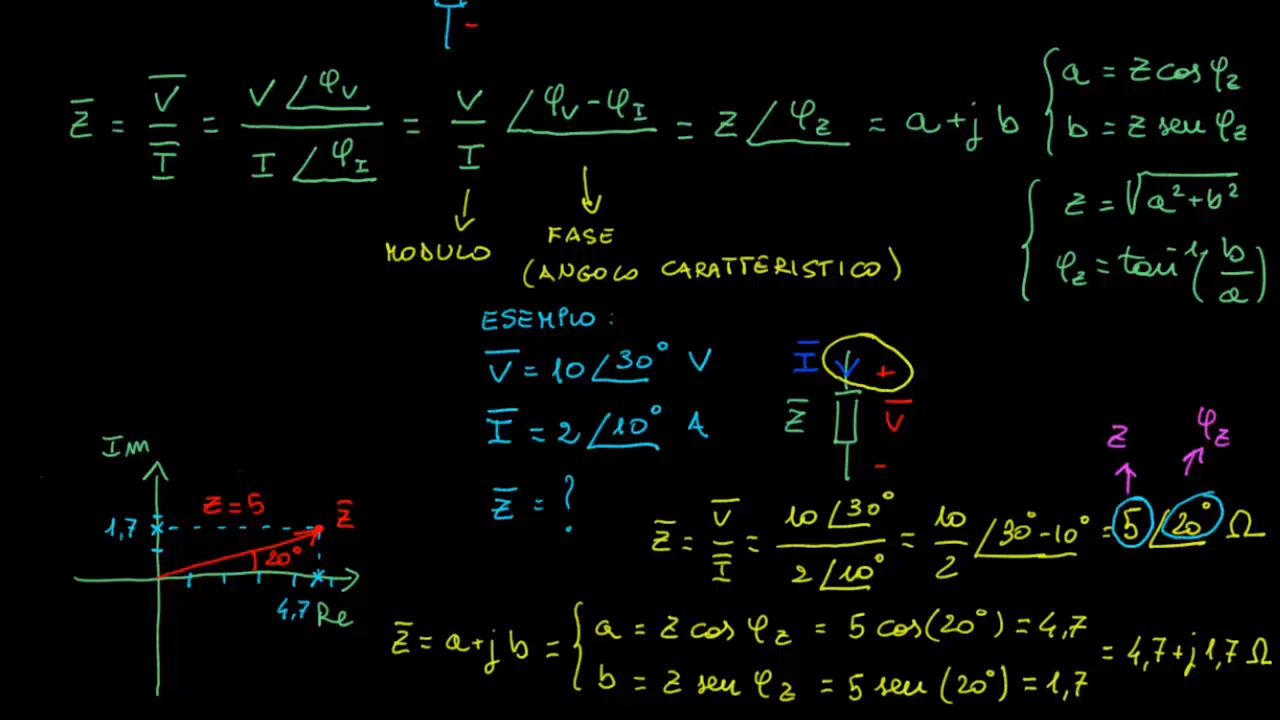 -
Z̅ = V̅/I̅ = V∠φV / I∠φI = V/I ∠φV-φI = Z∠φZ = a+j b { a = Z cos φZ
b = Z sen φZ
{ Z = √(a²+b²)
φZ = tan⁻¹(b/a)
MODULO FASE
(ANGOLO CARATTERISTICO)
ESEMPIO:
V̅ = 10∠30° V
I̅ = 2∠10° A
Z̅ = ?
I̅ +
Z̅ V̅
-
Z φZ
Z̅ = V̅/I̅ = 10∠30° / 2∠10° = 10/2 ∠30°-10° = 5∠20° Ω
Z̅ = a+j b = { a = Z cos φZ = 5 cos(20°) = 4,7
b = Z sen φZ = 5 sen(20°) = 1,7
= 4,7+j1,7 Ω
Im
Z=5 Z̅
1,7
20°
4,7 Re